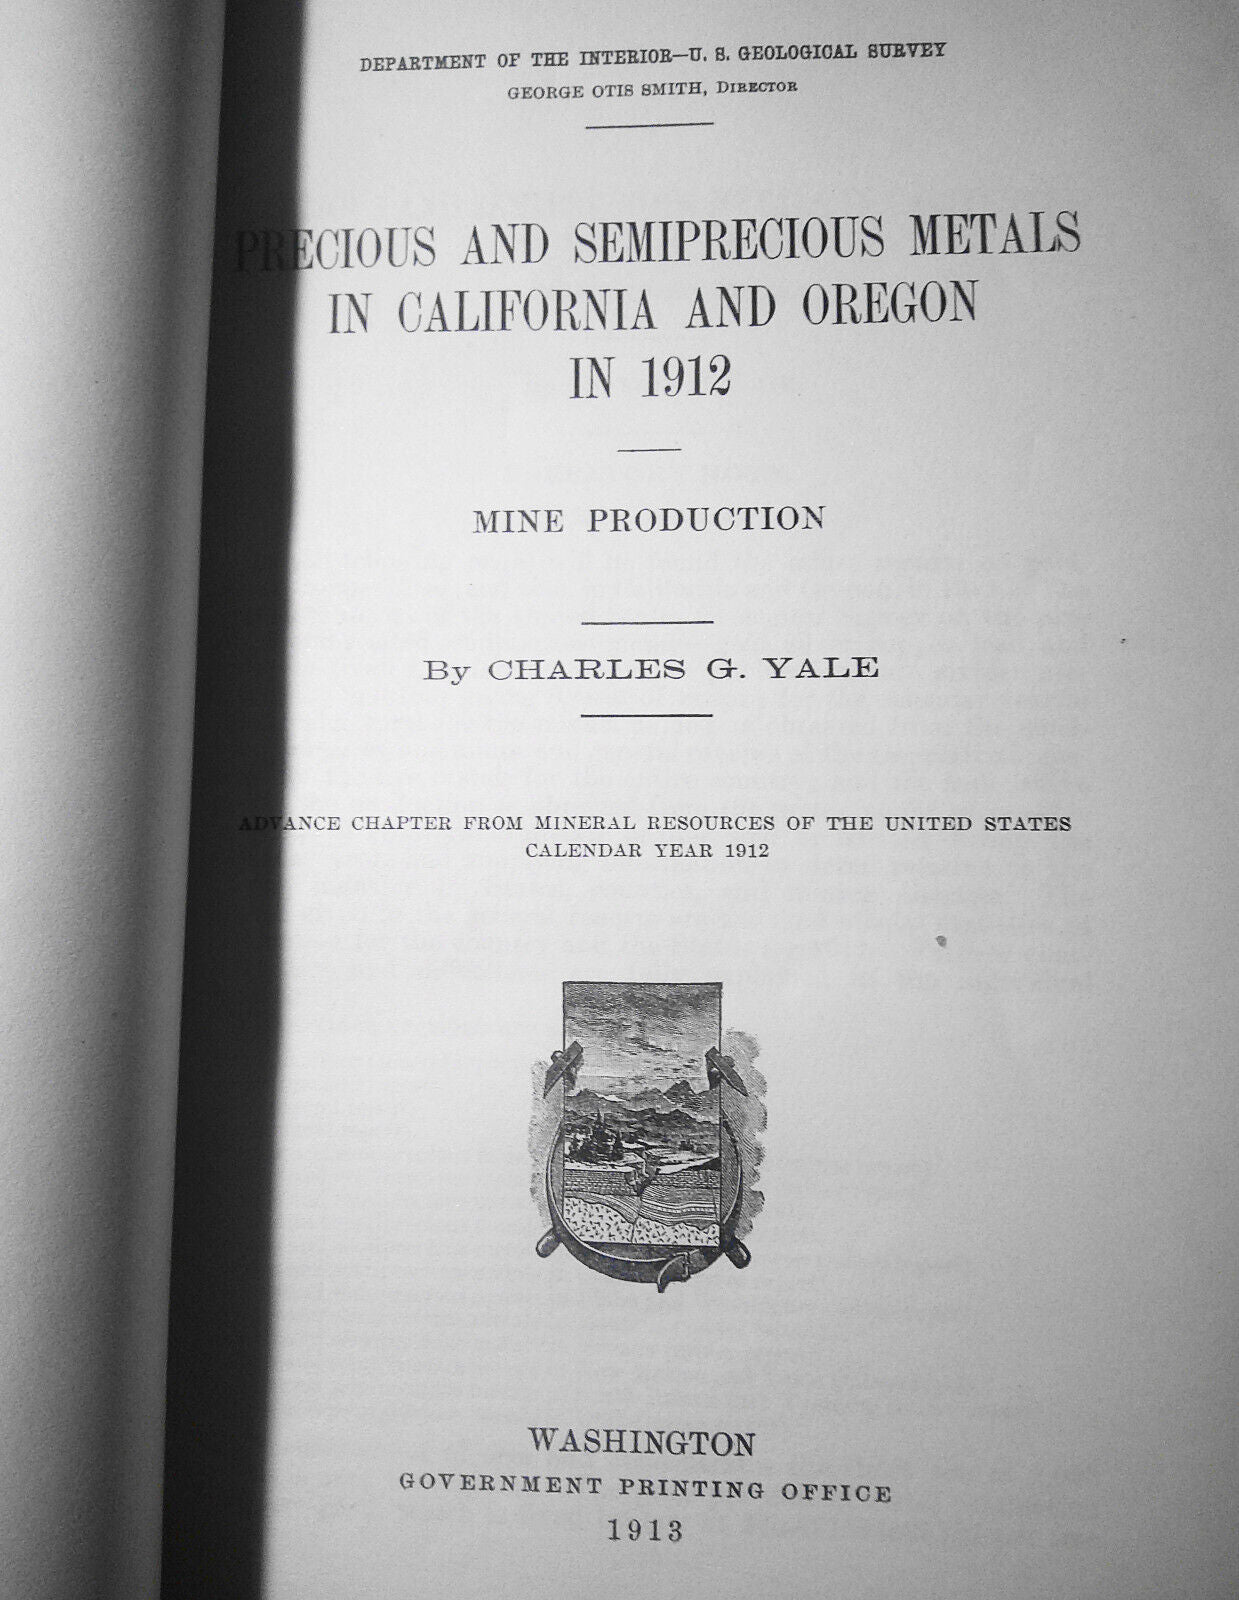 DEPARTMENT OF THE INTERIOR—U. S. GEOLOGICAL SURVEY
GEORGE OTIS SMITH, DIRECTOR
PRECIOUS AND SEMIPRECIOUS METALS
IN CALIFORNIA AND OREGON
IN 1912
MINE PRODUCTION
By CHARLES G. YALE
ADVANCE CHAPTER FROM MINERAL RESOURCES OF THE UNITED STATES
CALENDAR YEAR 1912
WASHINGTON
GOVERNMENT PRINTING OFFICE
1913